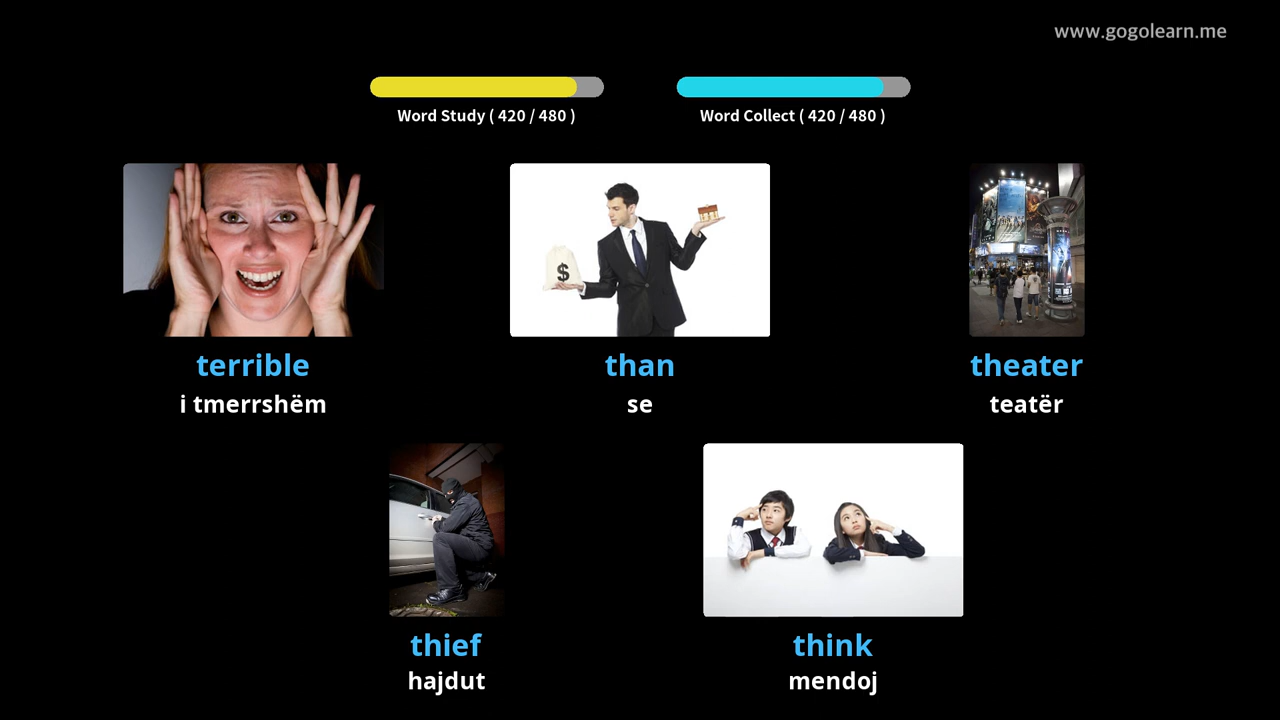 www.gogolearn.me
Word Study ( 420 / 480 )
Word Collect ( 420 / 480 )
terrible
i tmerrshëm
than
se
theater
teatër
$
thief
hajdut
think
mendoj